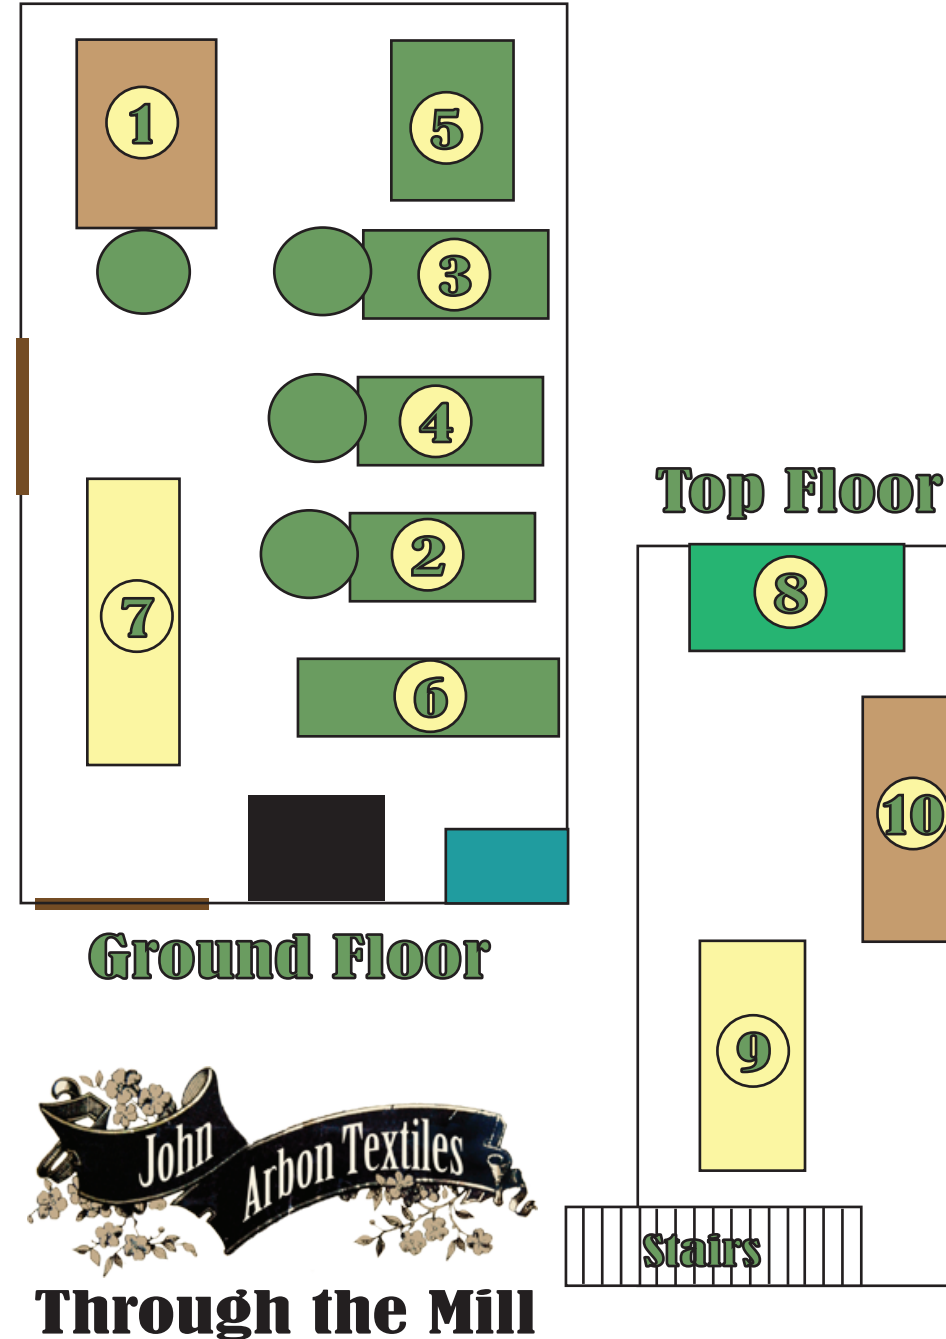 1
5
3
4
2
7
6
Ground Floor
Top Floor
8
10
9
Stairs
John Arbon Textiles
Through the Mill